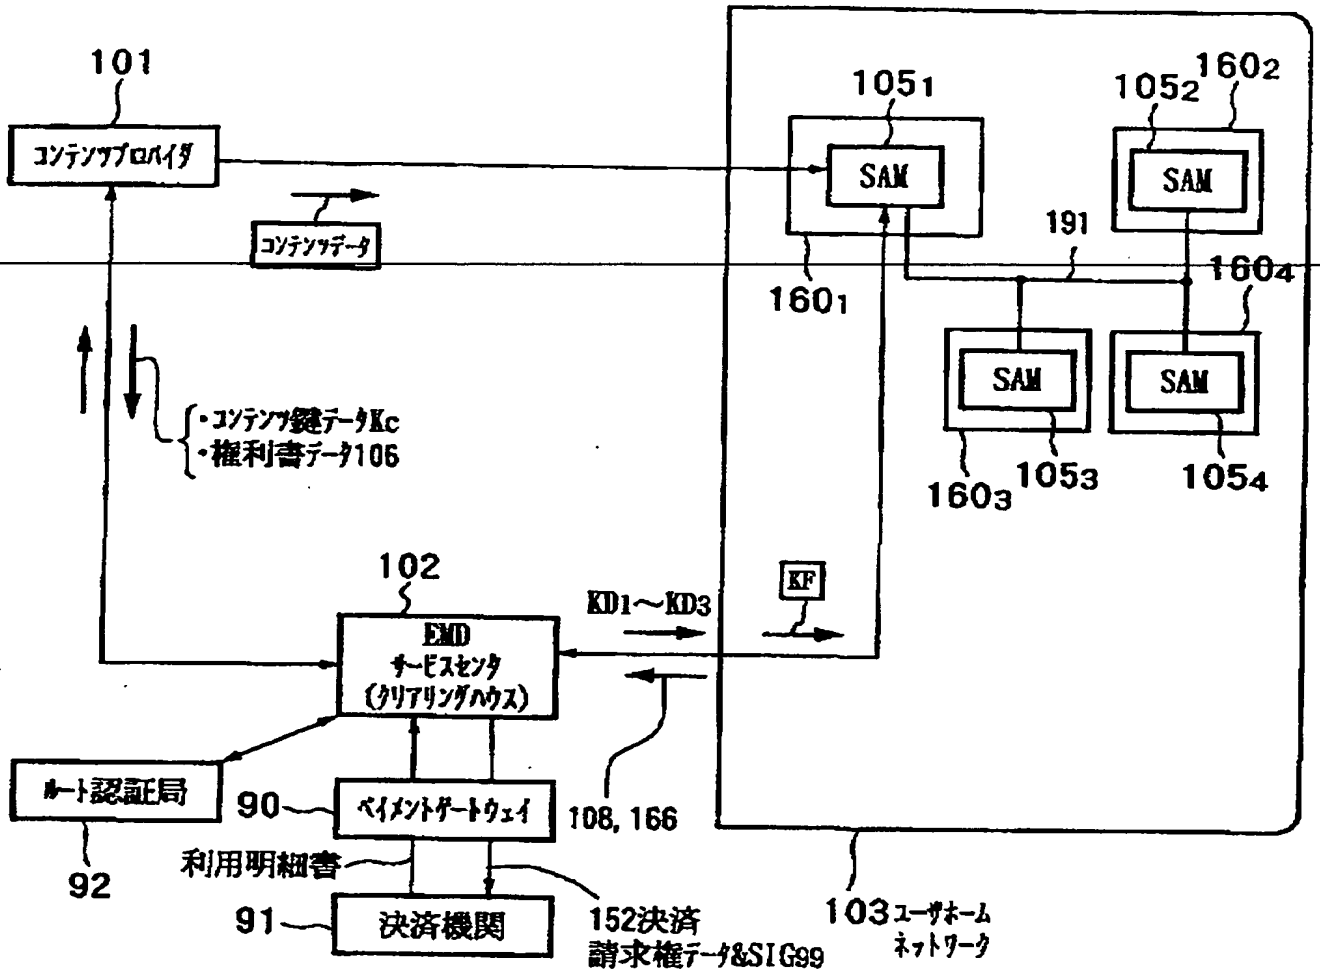 101
コンテンツプロバイダ
コンテンツデータ
・コンテンツ鍵データKc
・権利書データ106
105₁
SAM
160₁
105₂
160₂
SAM
191
160₄
SAM
SAM
160₃
105₃
105₄
102
EMD
サービスセンタ
(クリアリングハウス)
KD₁～KD₃
KF
108, 166
ルート認証局
92
90
ペイメントゲートウェイ
利用明細書
91
決済機関
152決済
請求権データ&SIG₉₉
103ユーザホーム
ネットワーク